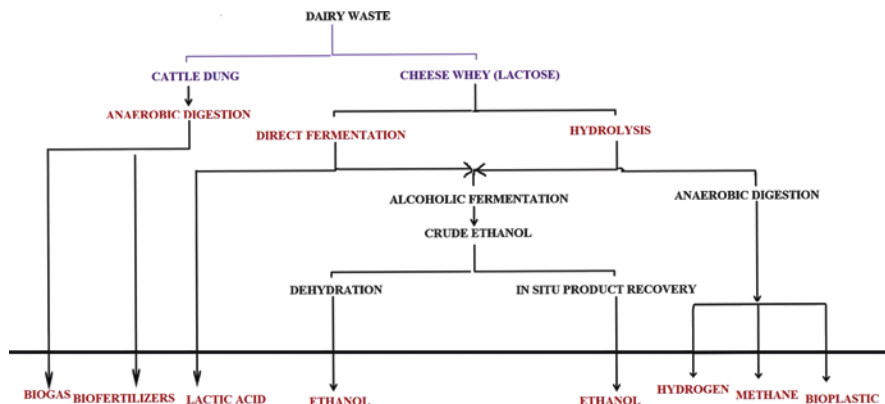 DAIRY WASTE
CATTLE DUNG
CHEESE WHEY (LACTOSE)
ANAEROBIC DIGESTION
DIRECT FERMENTATION
HYDROLYSIS
ALCOHOLIC FERMENTATION
ANAEROBIC DIGESTION
CRUDE ETHANOL
DEHYDRATION
IN SITU PRODUCT RECOVERY
BIOGAS
BIOFERTILIZERS
LACTIC ACID
ETHANOL
ETHANOL
HYDROGEN
METHANE
BIOPLASTIC